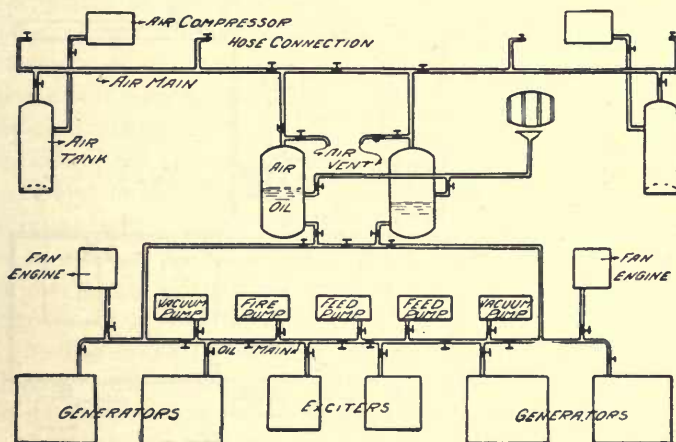 AIR COMPRESSOR
HOSE CONNECTION
AIR MAIN
AIR
TANK
AIR
VENT
AIR
OIL
FAN
ENGINE
FAN
ENGINE
VACUUM
PUMP
FIRE
PUMP
FEED
PUMP
FEED
PUMP
VACUUM
PUMP
OIL MAIN
GENERATORS
EXCITERS
GENERATORS